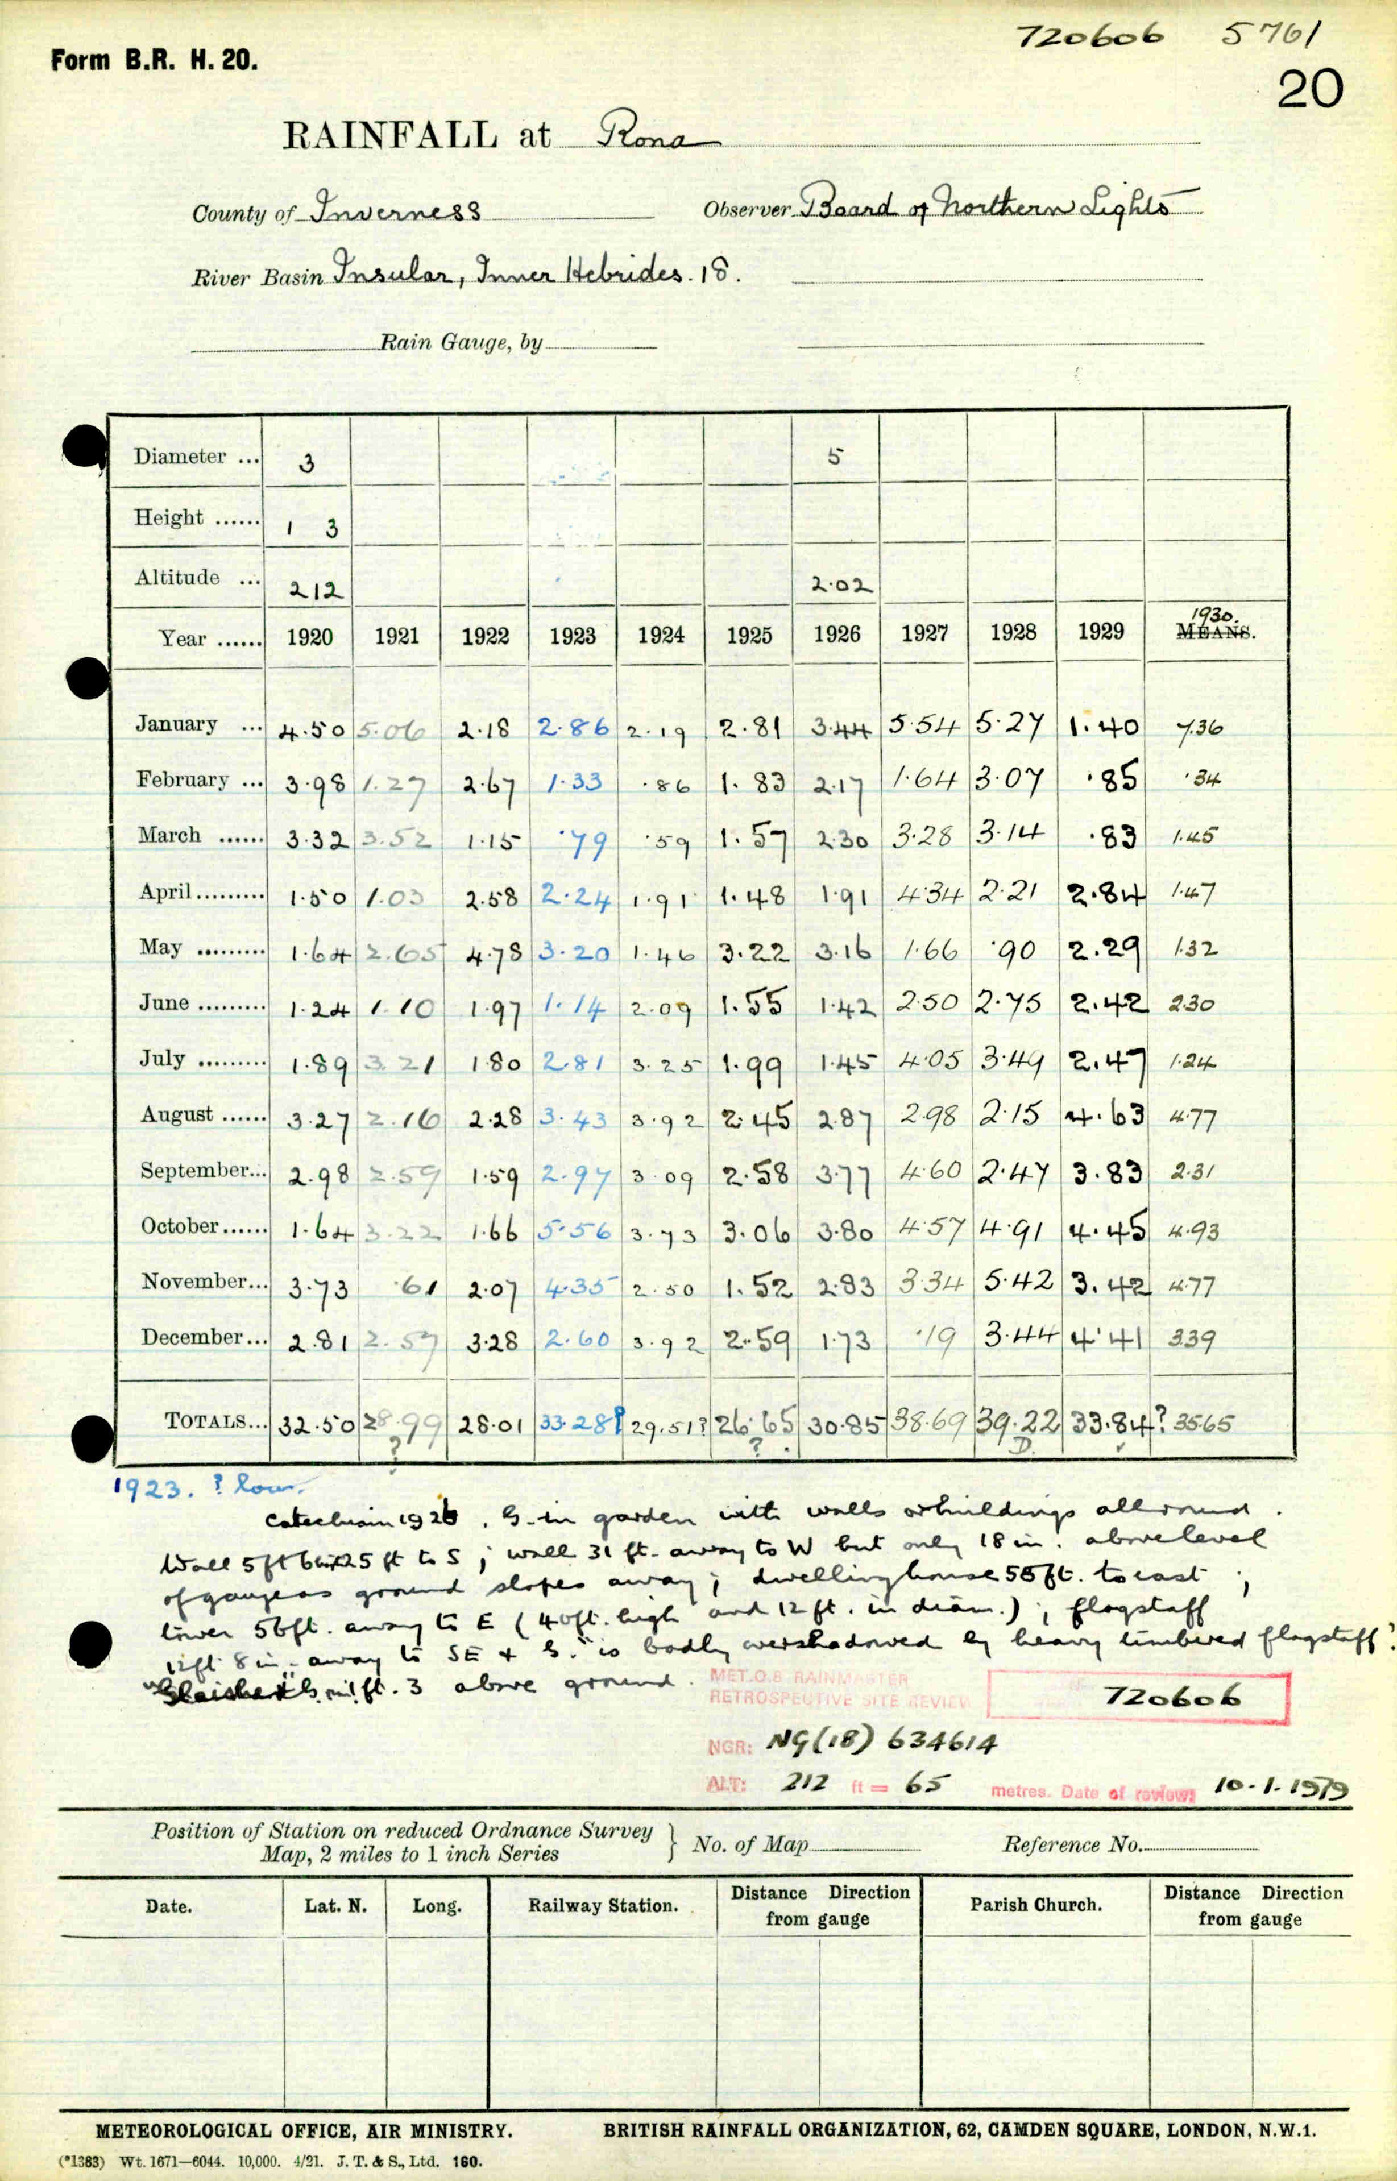 720606 5761
Form B.R. H. 20.
20
RAINFALL at Rona
County of Inverness Observer Board of Northern Lights
River Basin Insular, Inner Hebrides. 18.
Rain Gauge, by
Diameter ... 3 5
Height ...... 1 3
Altitude ... 212 2.02
1930.
Year ...... 1920 1921 1922 1923 1924 1925 1926 1927 1928 1929 MEANS.
January ... 4.50 5.06 2.18 2.86 2.19 2.81 3.44 5.54 5.27 1.40 7.36
February ... 3.98 1.27 2.67 1.33 .86 1.83 2.17 1.64 3.07 .85 .34
March ...... 3.32 3.52 1.15 .79 .59 1.57 2.30 3.28 3.14 .83 1.45
April......... 1.50 1.03 2.58 2.24 1.91 1.48 1.91 4.34 2.21 2.84 1.47
May ......... 1.64 2.65 4.78 3.20 1.46 3.22 3.16 1.66 .90 2.29 1.32
June ......... 1.24 1.10 1.97 1.14 2.09 1.55 1.42 2.50 2.75 2.42 2.30
July ......... 1.89 3.21 1.80 2.81 3.25 1.99 1.45 4.05 3.49 2.47 1.24
August ...... 3.27 2.16 2.28 3.43 3.92 2.45 2.87 2.98 2.15 4.63 4.77
September... 2.98 2.59 1.59 2.97 3.09 2.58 3.77 4.60 2.47 3.83 2.31
October...... 1.64 3.22 1.66 5.56 3.73 3.06 3.80 4.57 4.91 4.45 4.93
November... 3.73 .61 2.07 4.35 2.50 1.52 2.83 3.34 5.42 3.42 4.77
December... 2.81 2.57 3.28 2.60 3.92 2.59 1.73 .19 3.44 4.41 3.39
TOTALS... 32.50 28.99 28.01 33.28? 29.51? 26.65 30.85 38.69 39.22 33.84? 35.65
? ? D.
1923. ? low.
1926. G. in garden with walls or buildings all round.
Wall 5 ft 6 in 25 ft to S; wall 31 ft. away to W but only 18 in. above level
of gauge as ground slopes away; dwelling house 55 ft. to east;
tower 56 ft. away to E (40 ft. high and 12 ft. in diam.); flagstaff
12 ft. 8 in. away to SE & G. "is badly overshadowed by heavy timbered flagstaff".
G. 1 ft. 3 above ground.
MET.O.8 RAINMASTER
RETROSPECTIVE SITE REVIEW 720606
NGR: NG(18) 634614
ALT: 212 ft = 65 metres. Date of review: 10.1.1979
Position of Station on reduced Ordnance Survey
Map, 2 miles to 1 inch Series } No. of Map Reference No.
Date. Lat. N. Long. Railway Station. Distance Direction from gauge Parish Church. Distance Direction from gauge
METEOROLOGICAL OFFICE, AIR MINISTRY. BRITISH RAINFALL ORGANIZATION, 62, CAMDEN SQUARE, LONDON, N.W.1.
(*1383) Wt. 1671—6044. 10,000. 4/21. J. T. & S., Ltd. 160.